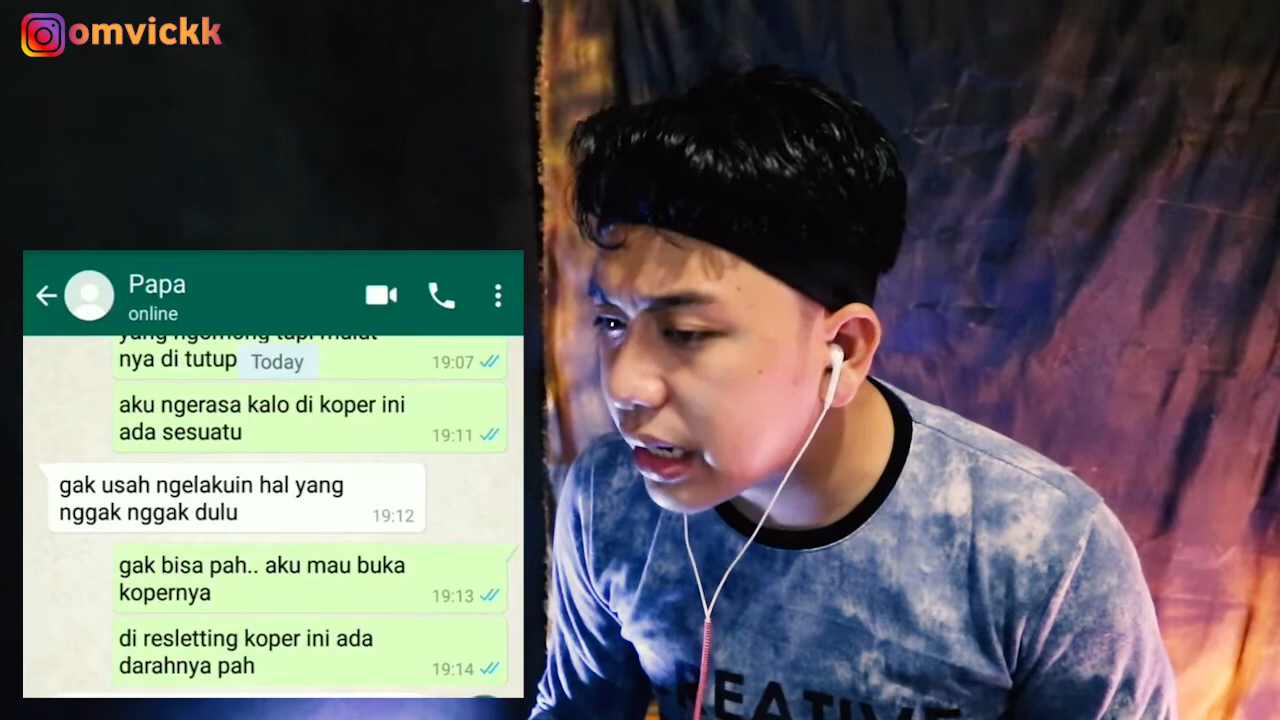 omvickk
Papa
online
nya di tutup
Today
19:07
aku ngerasa kalo di koper ini
ada sesuatu
19:11
gak usah ngelakuin hal yang
nggak nggak dulu
19:12
gak bisa pah.. aku mau buka
kopernya
19:13
di resletting koper ini ada
darahnya pah
19:14